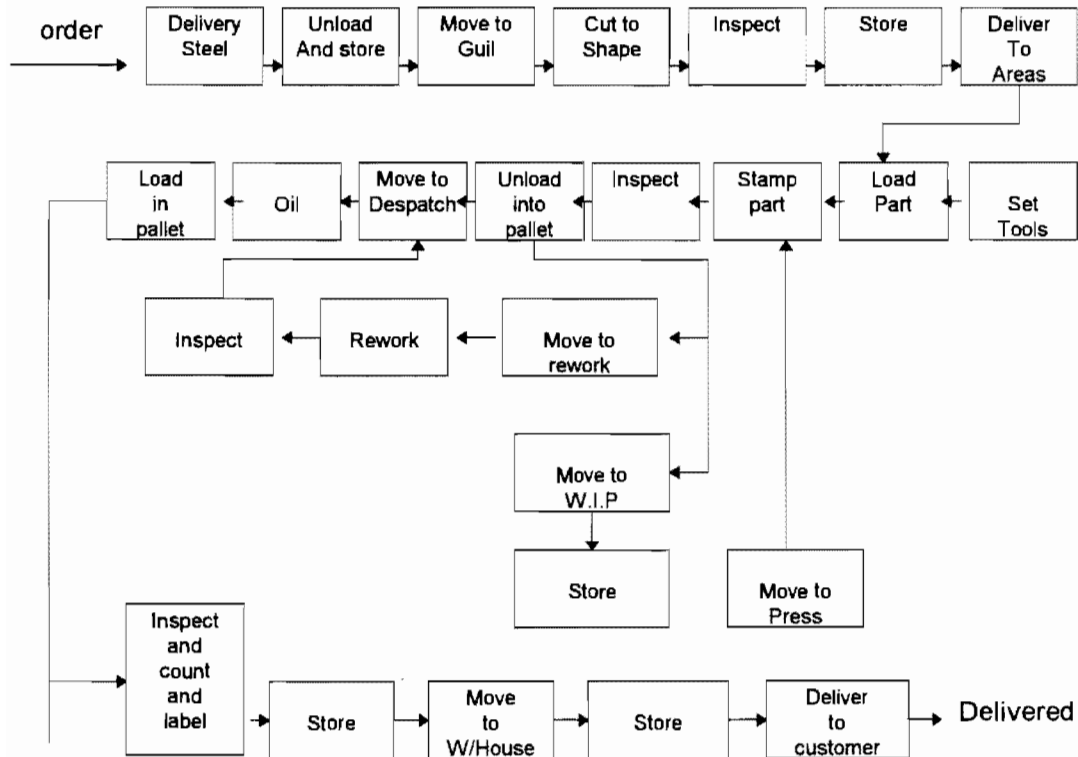 order
Delivery
Steel
Unload
And store
Move to
Guil
Cut to
Shape
Inspect
Store
Deliver
To
Areas
Load
in
pallet
Oil
Move to
Despatch
Unload
into
pallet
Inspect
Stamp
part
Load
Part
Set
Tools
Inspect
Rework
Move to
rework
Move to
W.I.P
Store
Move to
Press
Inspect
and
count
and
label
Store
Move
to
W/House
Store
Deliver
to
customer
Delivered